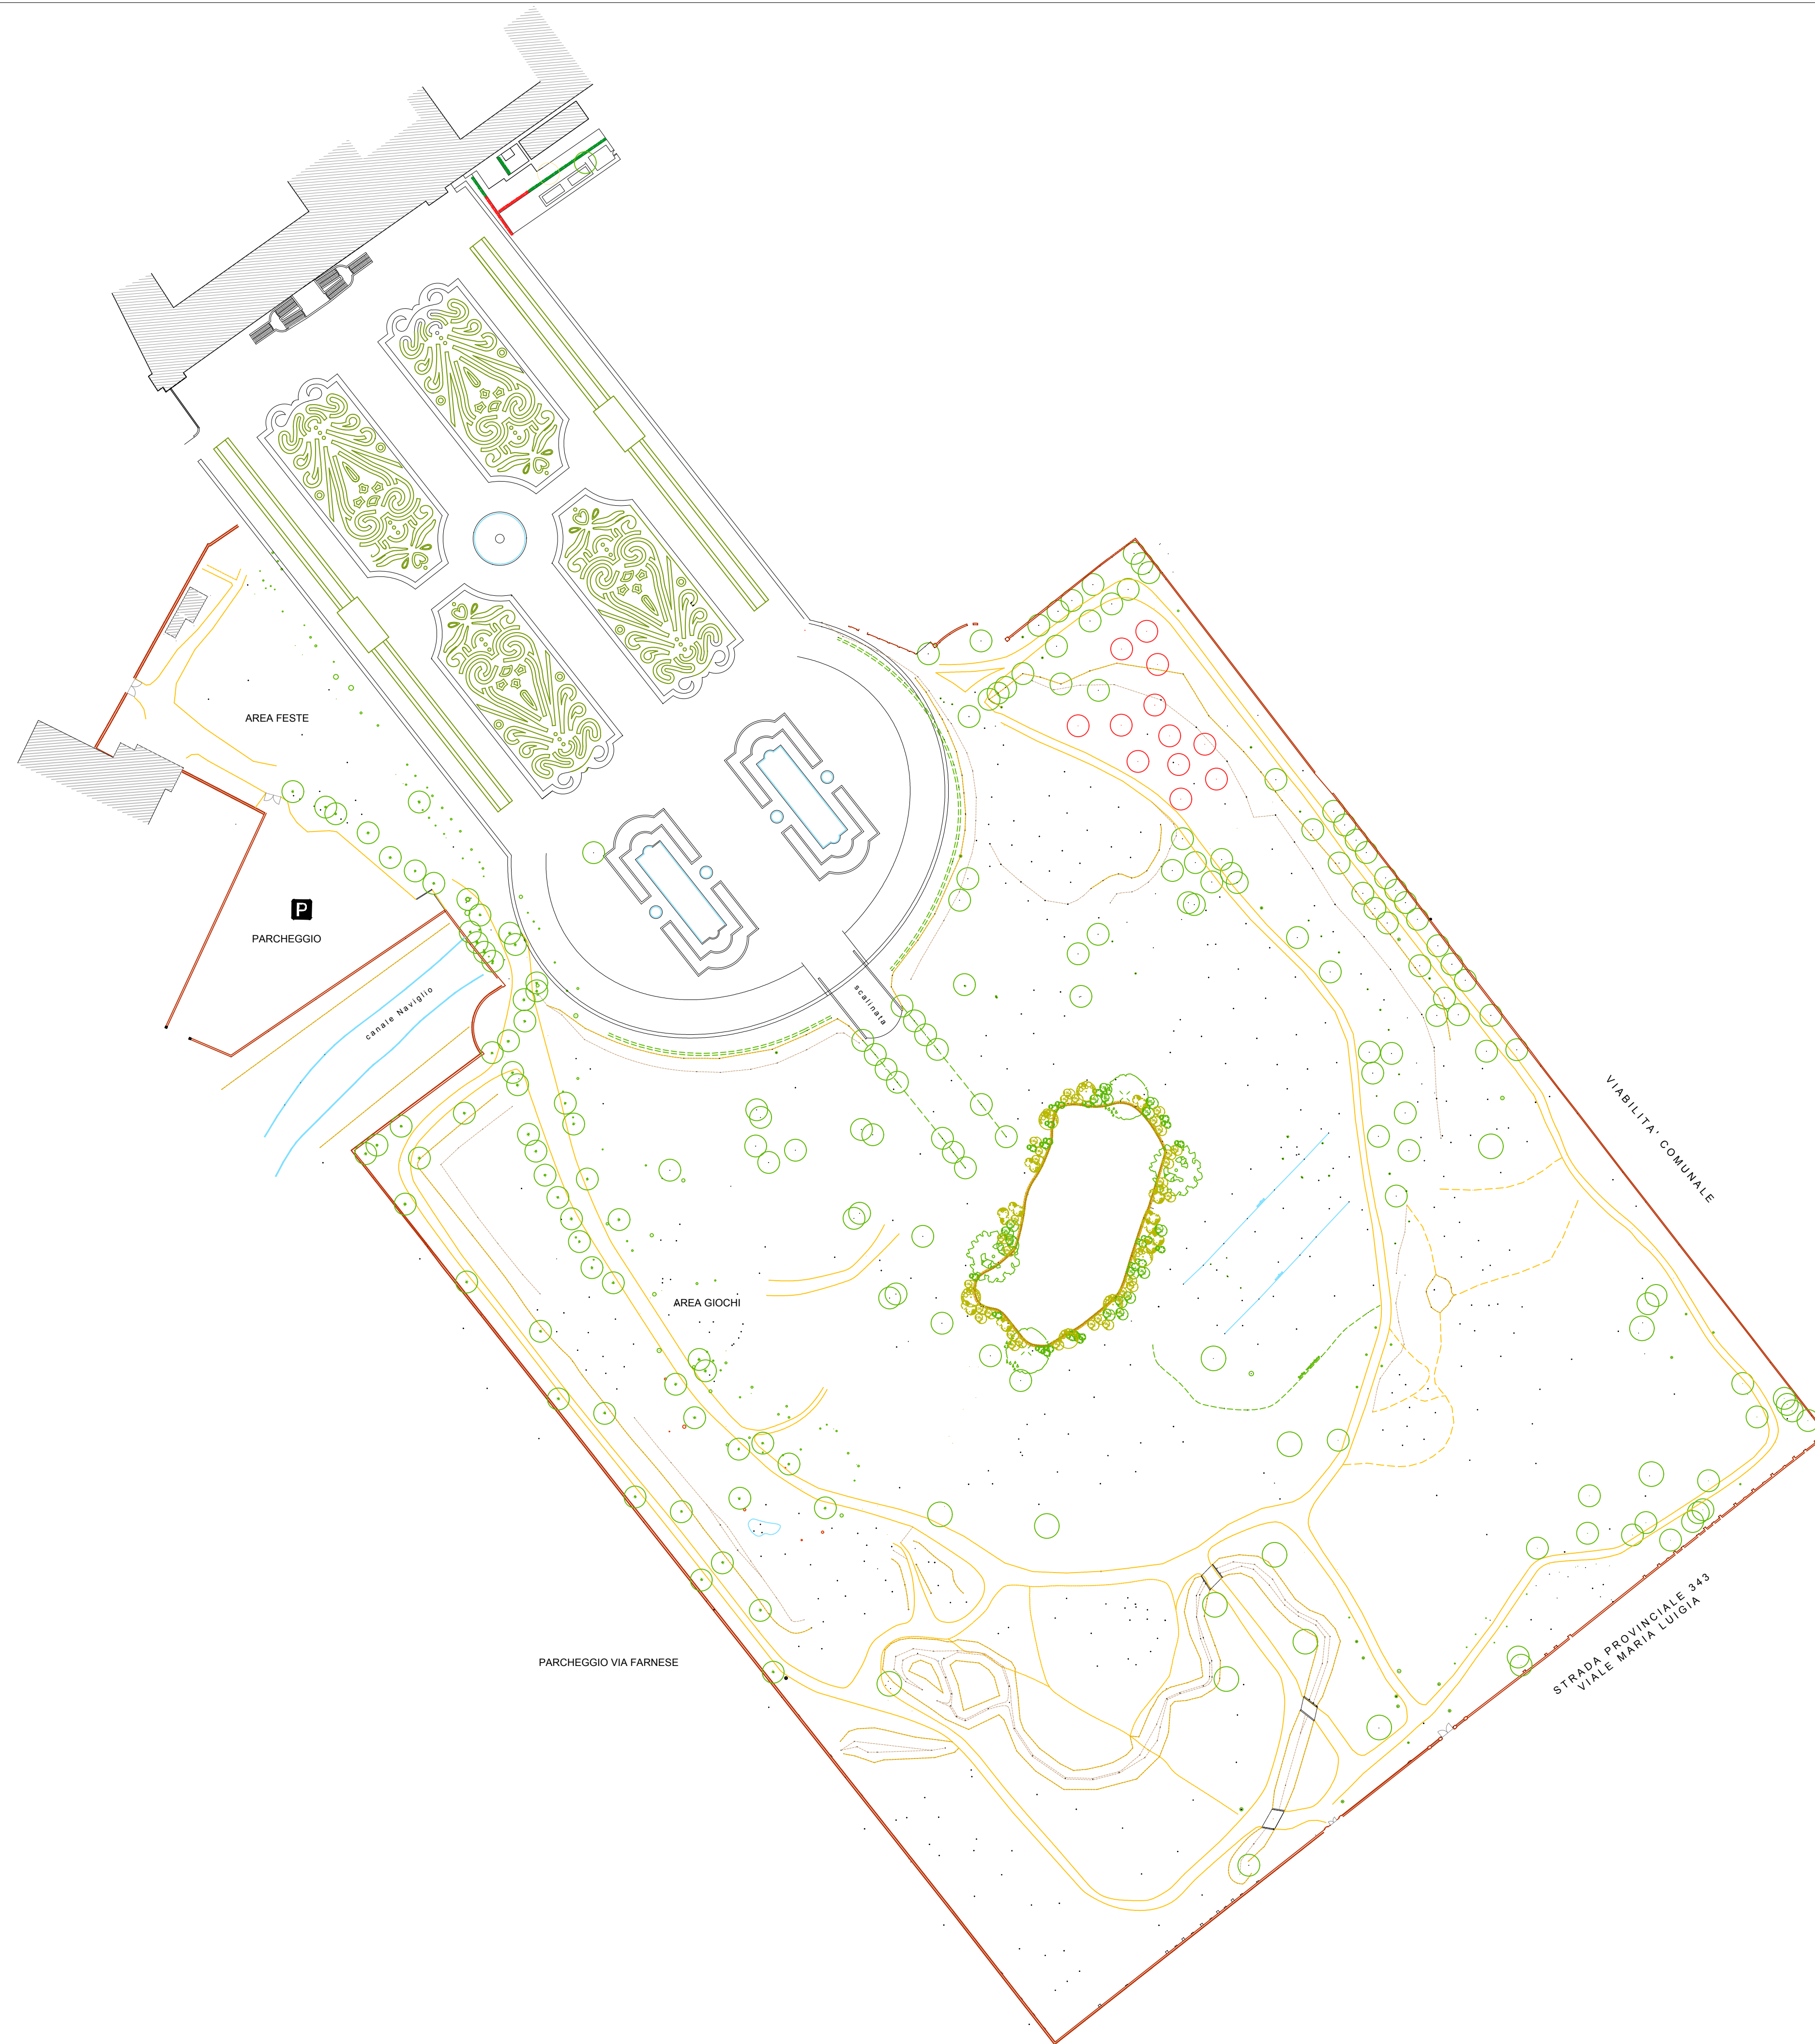 AREA FESTE
P
PARCHEGGIO
canale Naviglio
scalinata
VIABILITA' COMUNALE
AREA GIOCHI
STRADA PROVINCIALE 343
VIALE MARIA LUIGIA
PARCHEGGIO VIA FARNESE